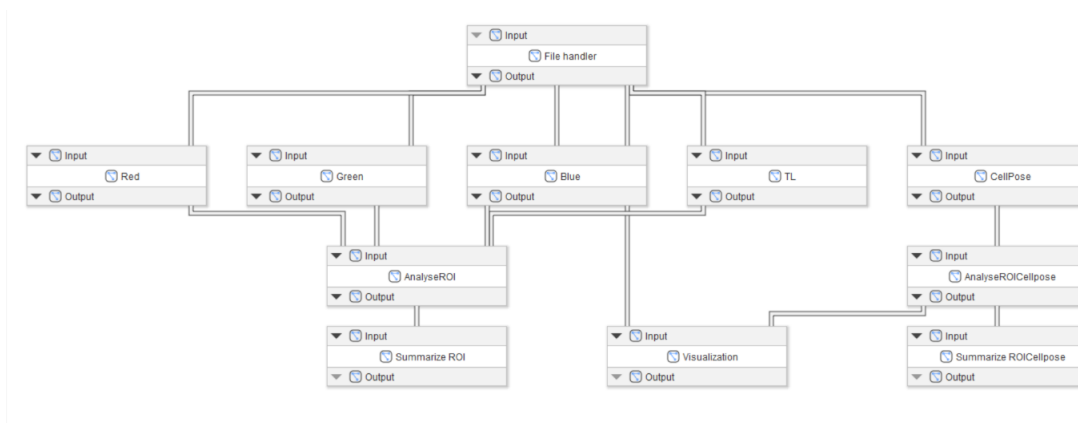 Input
File handler
Output
Input Input Input Input Input
Red Green Blue TL CellPose
Output Output Output Output Output
Input Input
AnalyseROI AnalyseROICellpose
Output Output
Input Input Input
Summarize ROI Visualization Summarize ROICellpose
Output Output Output